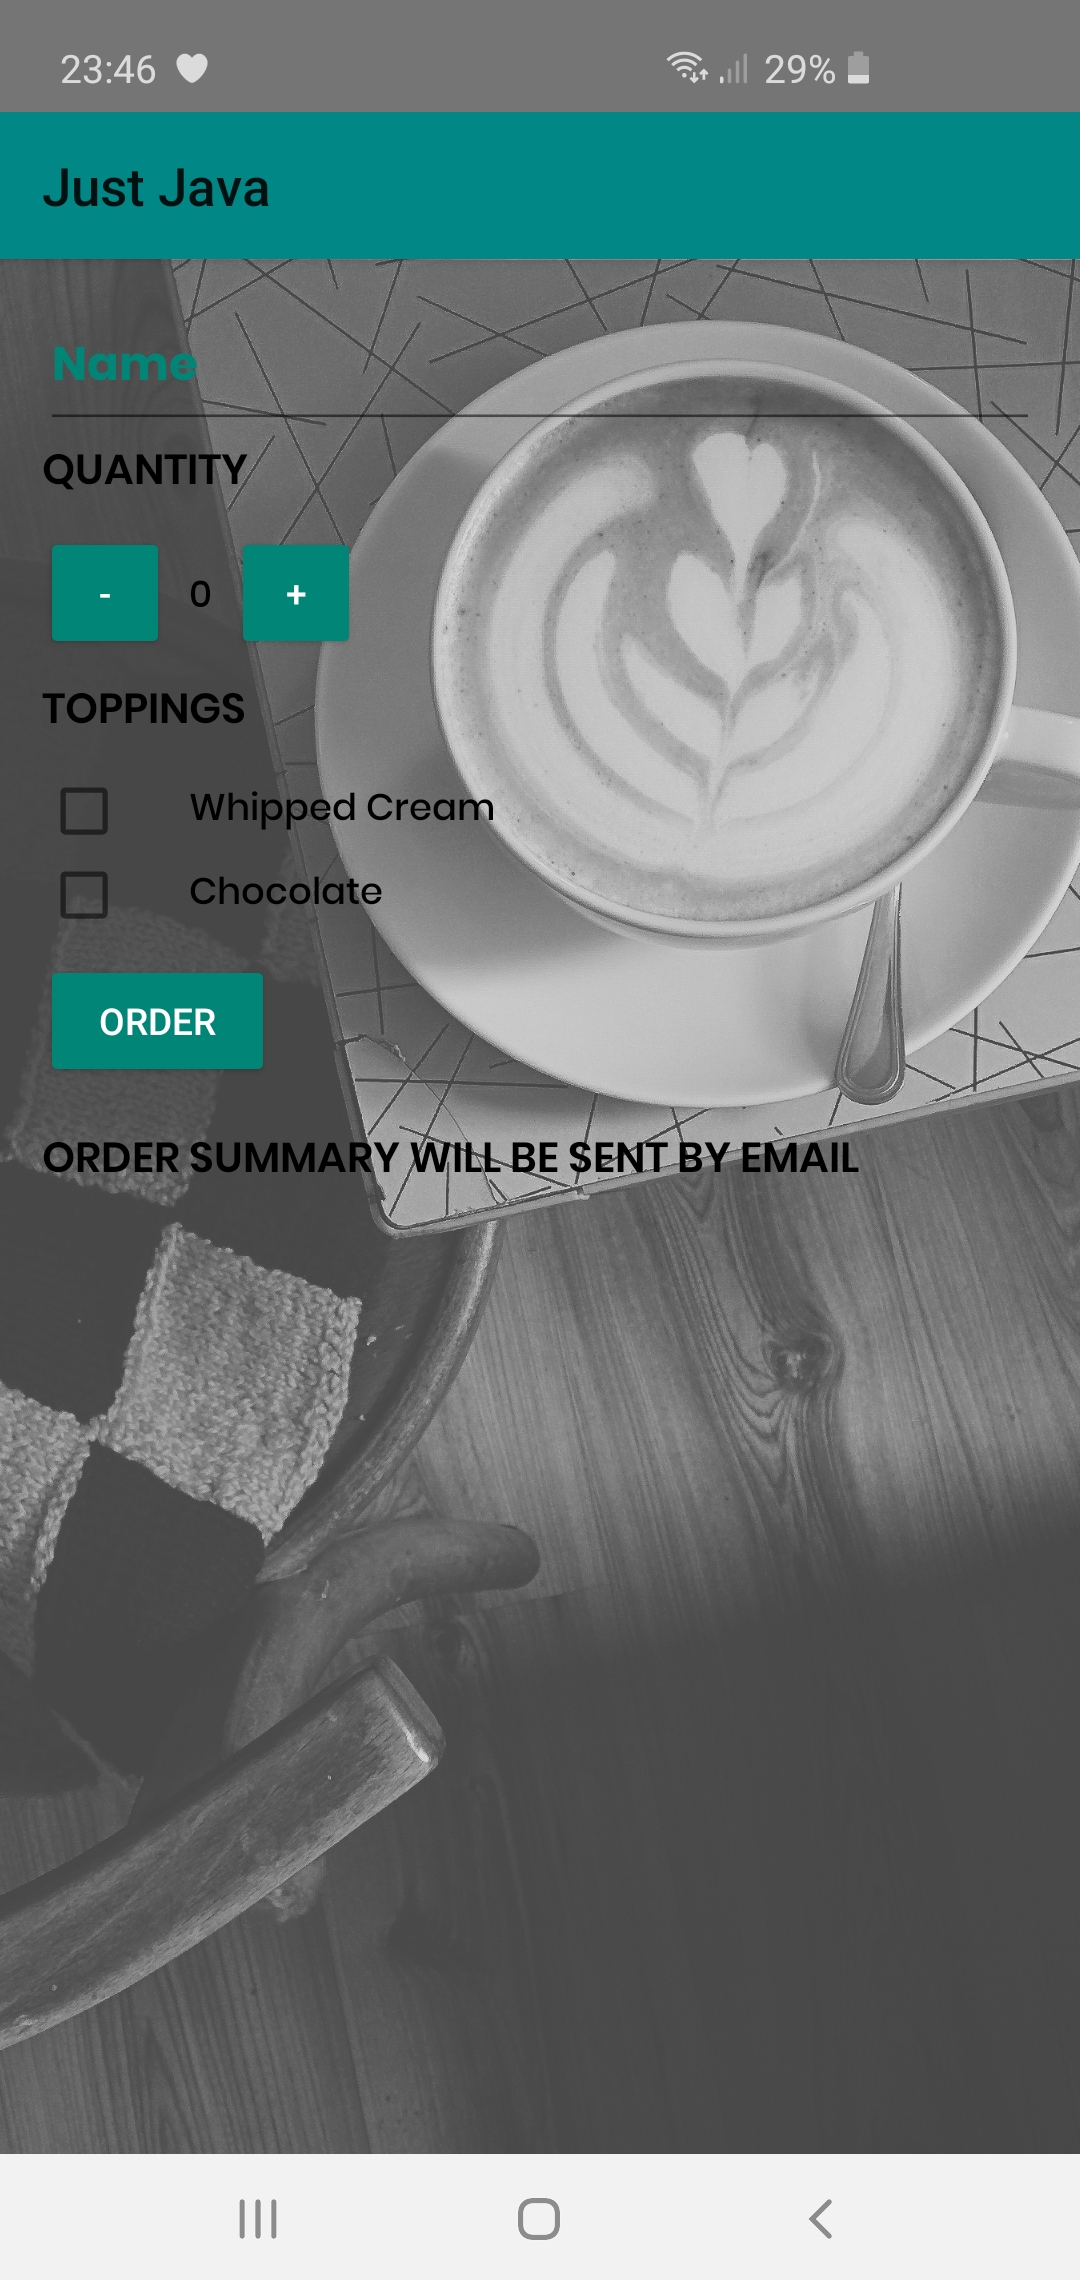 23:46 29%
Just Java
Name
QUANTITY
- 0 +
TOPPINGS
Whipped Cream
Chocolate
ORDER
ORDER SUMMARY WILL BE SENT BY EMAIL